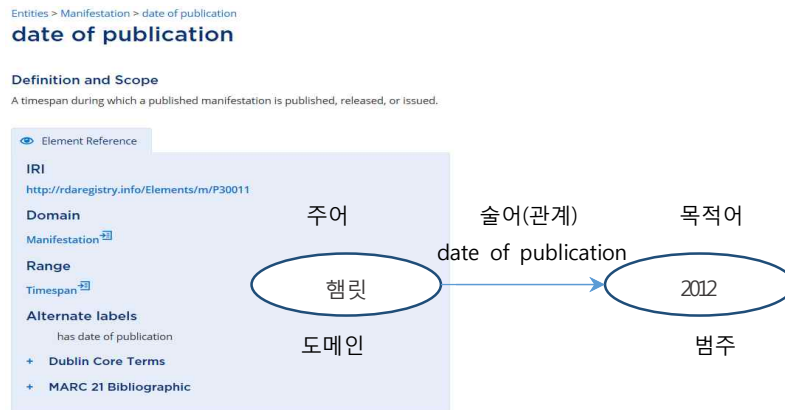 Entities > Manifestation > date of publication
date of publication
Definition and Scope
A timespan during which a published manifestation is published, released, or issued.
Element Reference
IRI
http://rdaregistry.info/Elements/m/P30011
Domain
Manifestation
Range
Timespan
Alternate labels
has date of publication
+ Dublin Core Terms
+ MARC 21 Bibliographic
주어
술어(관계)
목적어
date of publication
햄릿
2012
도메인
범주